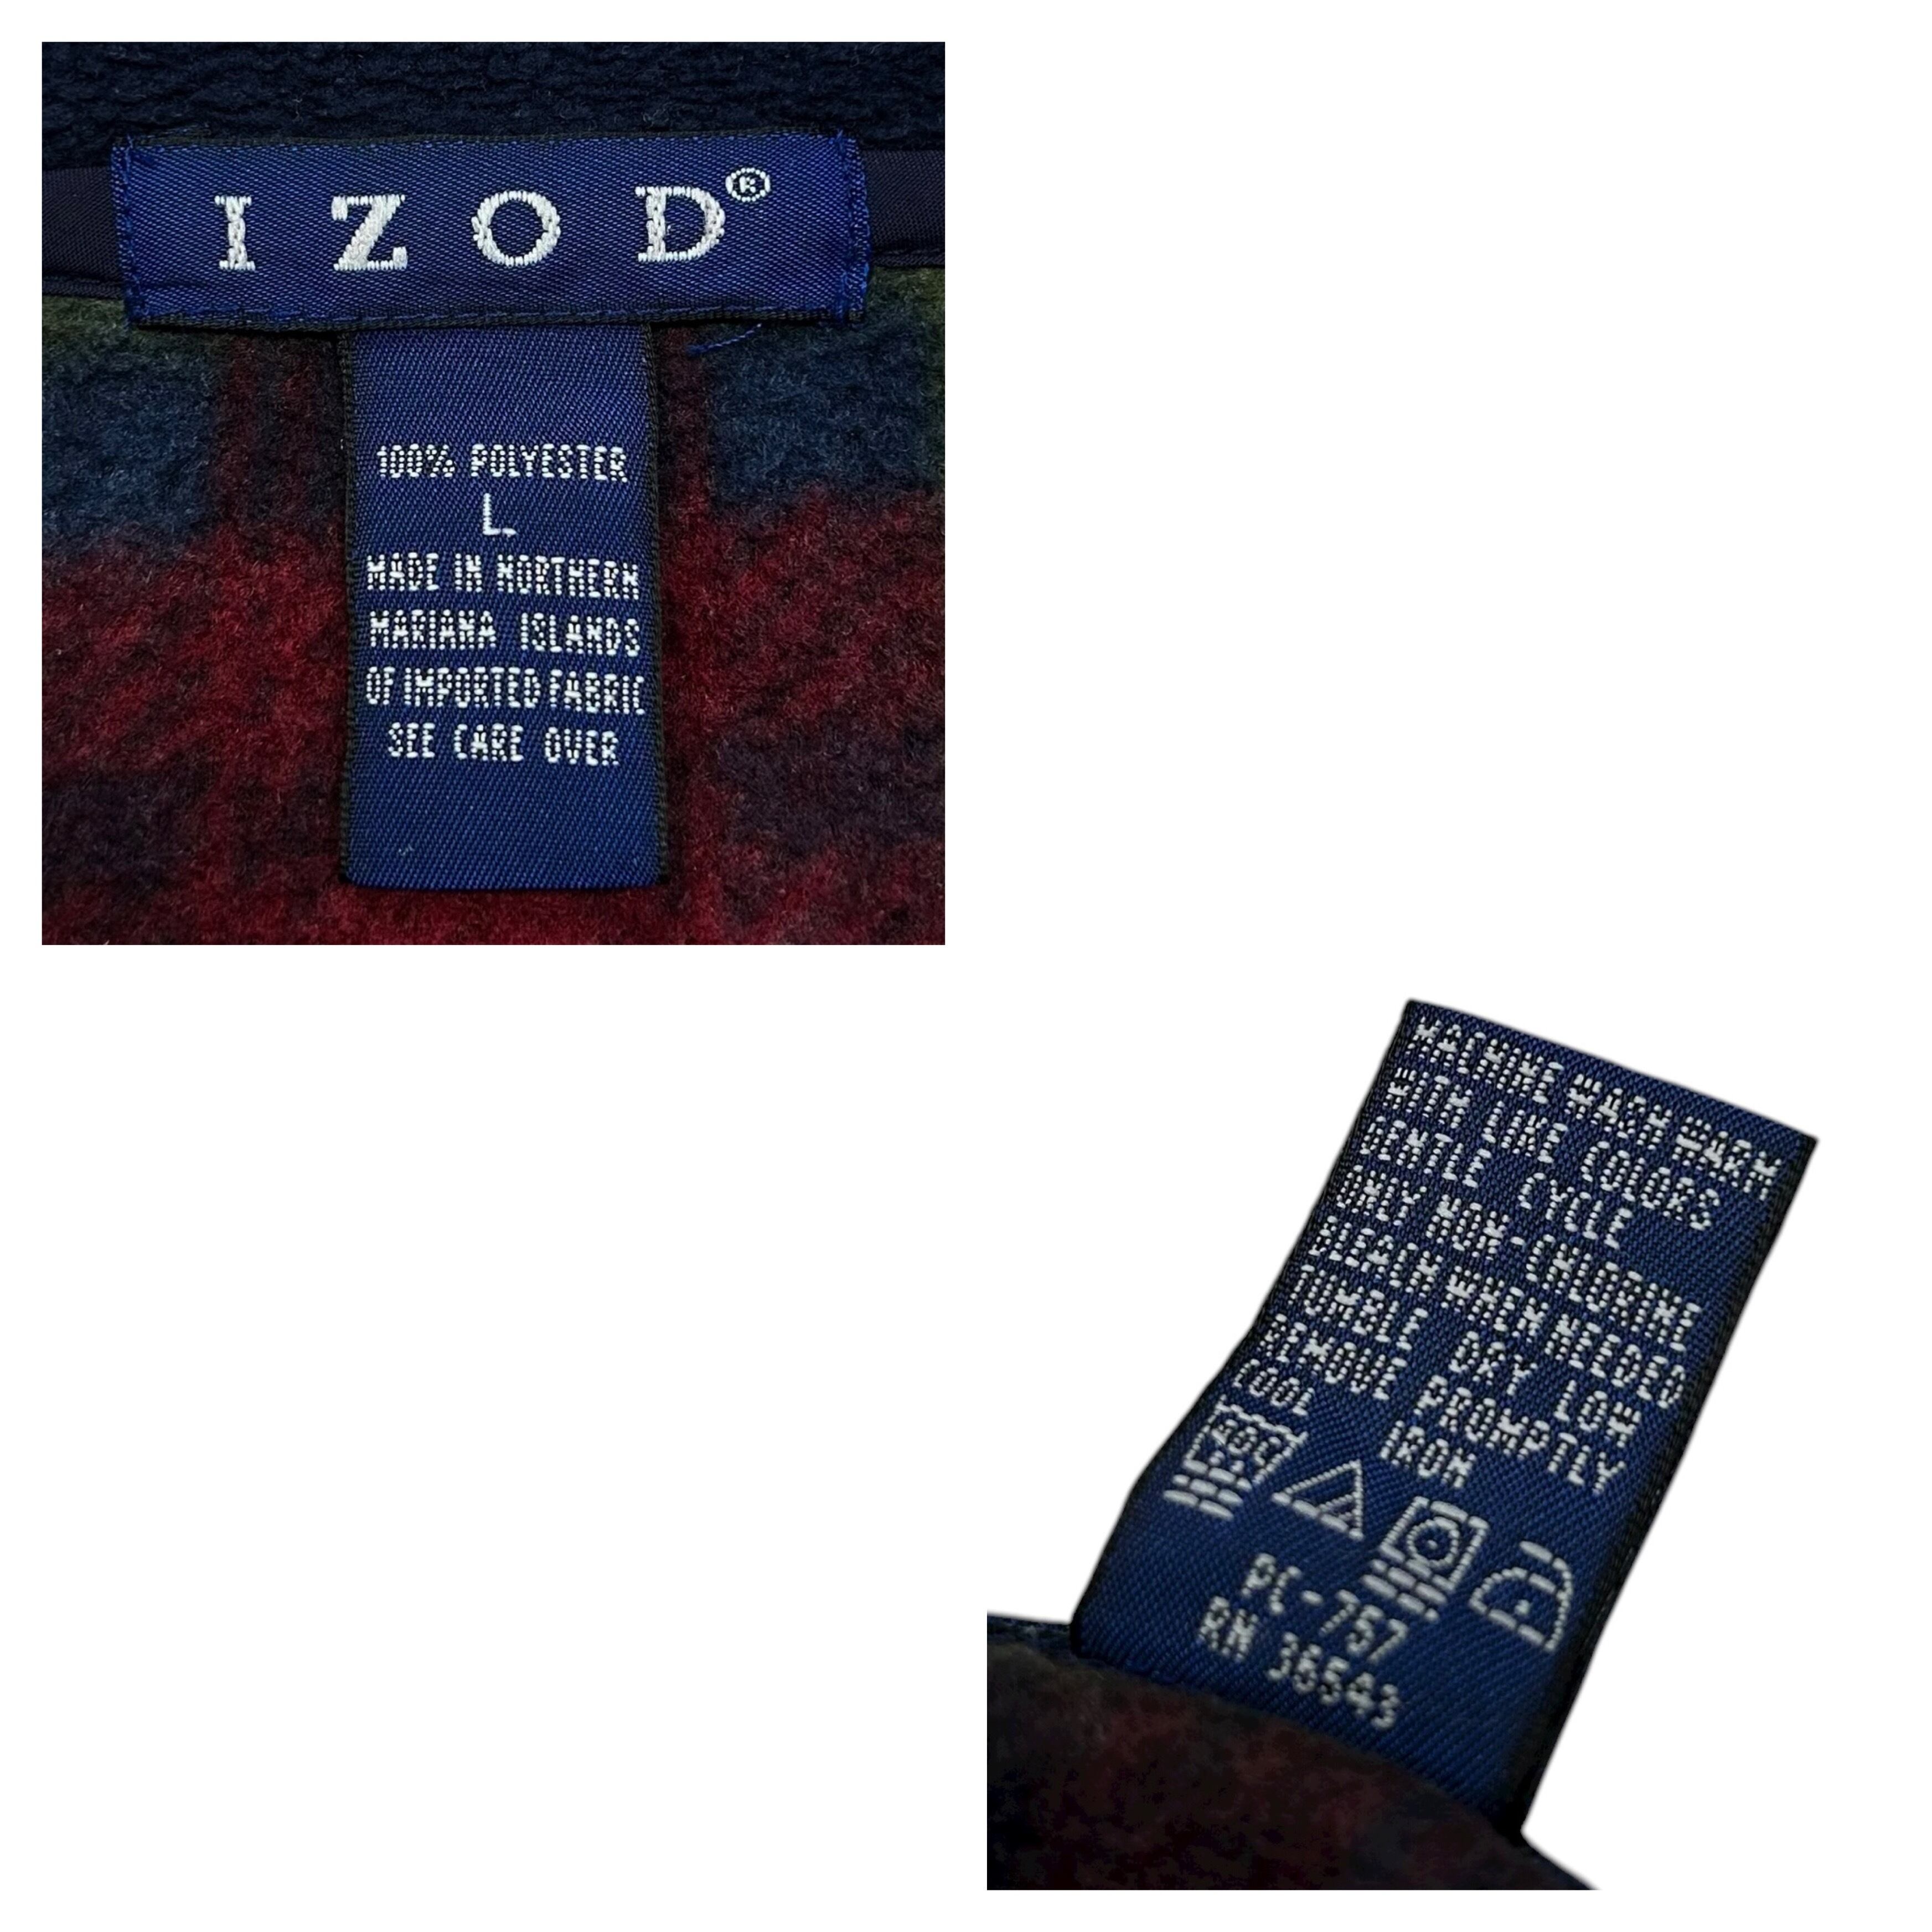 I Z O D®
100% POLYESTER
L
MADE IN NORTHERN
MARIANA ISLANDS
OF IMPORTED FABRIC
SEE CARE OVER
MACHINE WASH WARM
WITH LIKE COLORS
GENTLE CYCLE
ONLY NON-CHLORINE
BLEACH WHEN NEEDED
TUMBLE DRY LOW
REMOVE PROMPTLY
COOL IRON
40C
PC-757
RN 36543